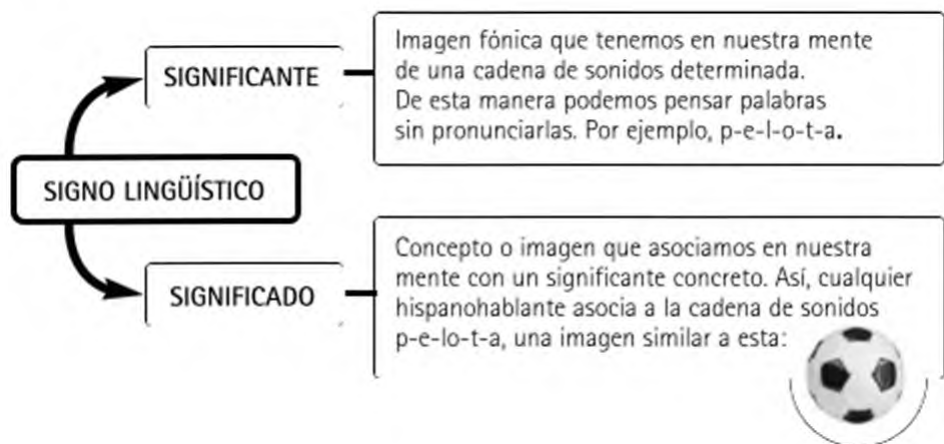 SIGNIFICANTE
Imagen fónica que tenemos en nuestra mente
de una cadena de sonidos determinada.
De esta manera podemos pensar palabras
sin pronunciarlas. Por ejemplo, p-e-l-o-t-a.
SIGNO LINGÜÍSTICO
SIGNIFICADO
Concepto o imagen que asociamos en nuestra
mente con un significante concreto. Así, cualquier
hispanohablante asocia a la cadena de sonidos
p-e-lo-t-a, una imagen similar a esta: